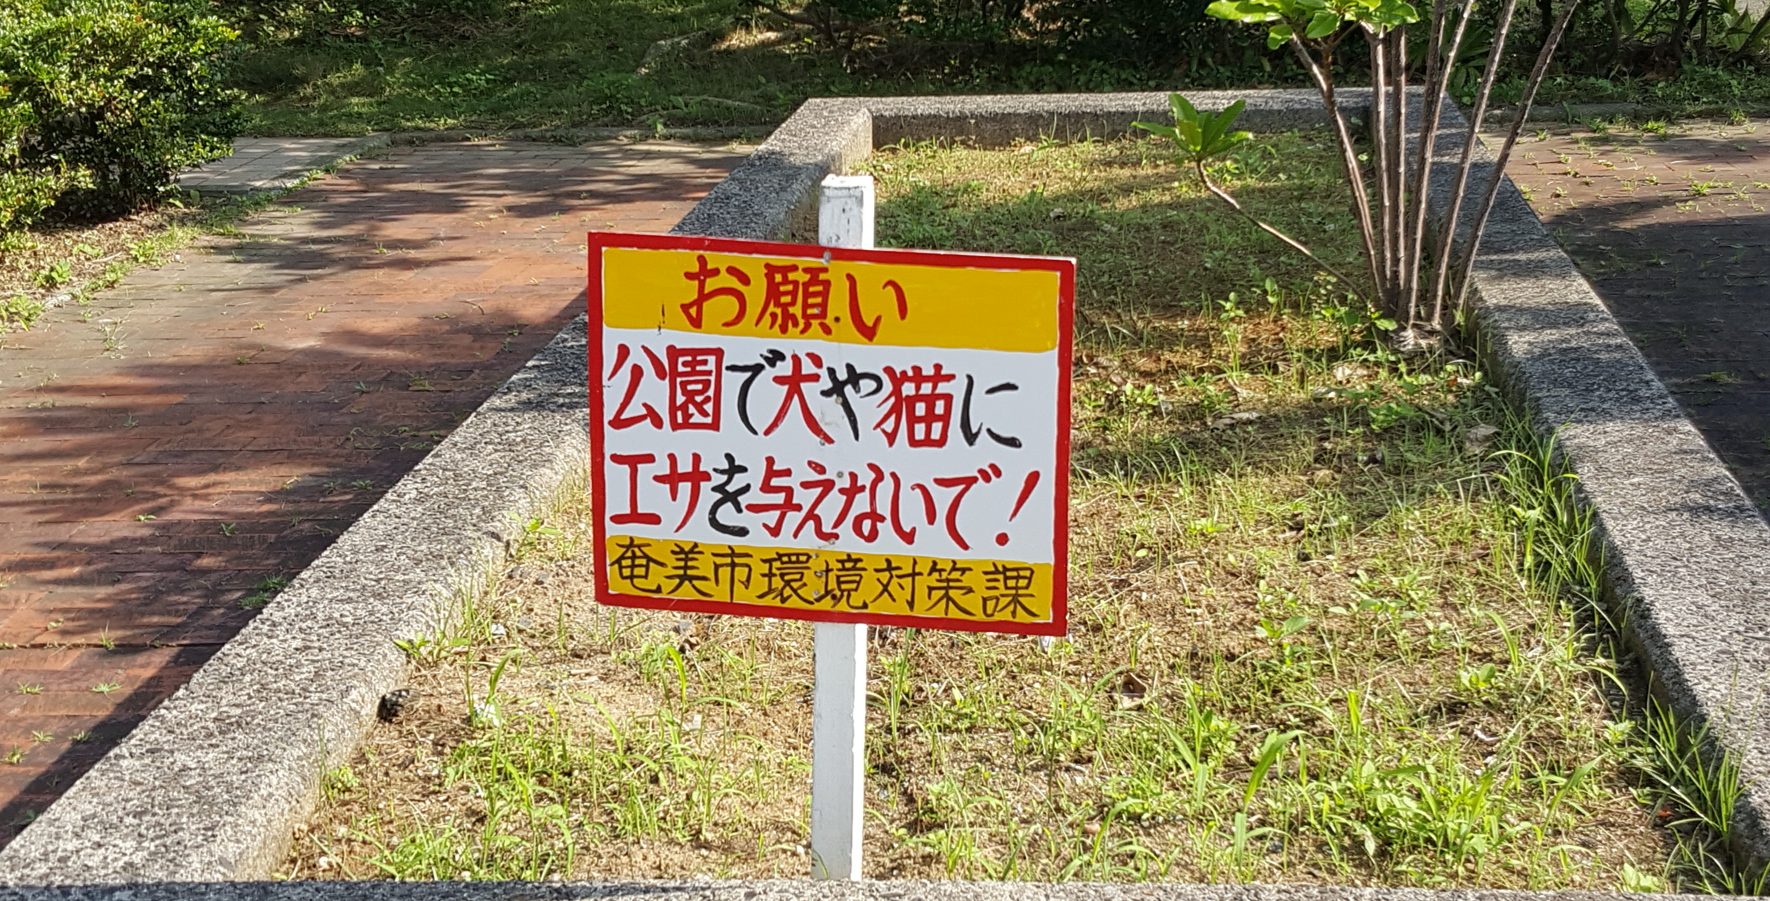 お願い
公園で犬や猫に
エサを与えないで！
奄美市環境対策課